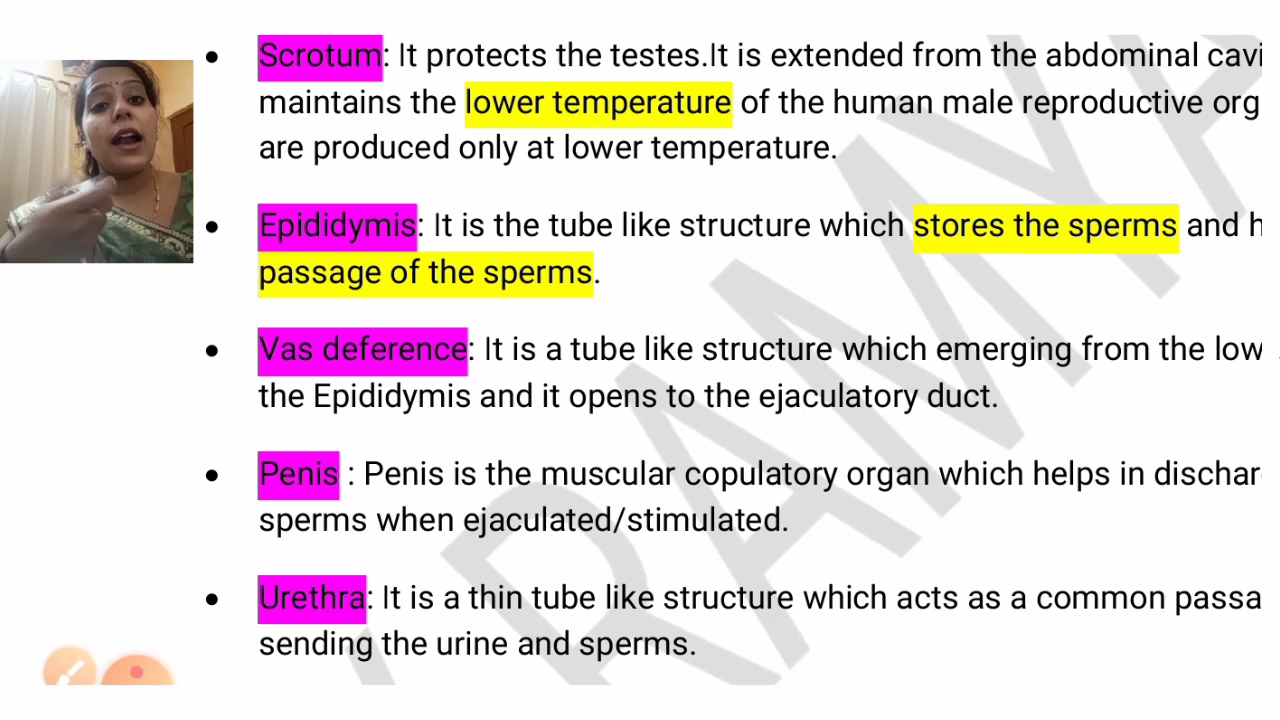 • Scrotum: It protects the testes.It is extended from the abdominal cavi
maintains the lower temperature of the human male reproductive org
are produced only at lower temperature.
• Epididymis: It is the tube like structure which stores the sperms and h
passage of the sperms.
• Vas deference: It is a tube like structure which emerging from the low
the Epididymis and it opens to the ejaculatory duct.
• Penis : Penis is the muscular copulatory organ which helps in dischar
sperms when ejaculated/stimulated.
• Urethra: It is a thin tube like structure which acts as a common passa
sending the urine and sperms.
RAMYA